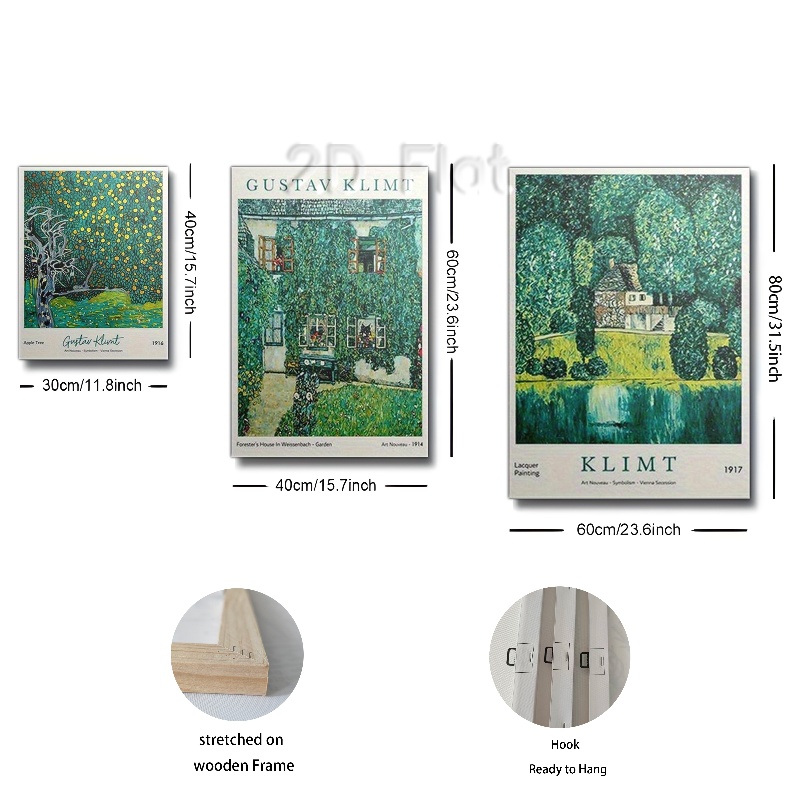 2D Flat
GUSTAV KLIMT
40cm/15.7inch
60cm/23.6inch
80cm/31.5inch
Apple Tree
Gustav Klimt
1916
Art Nouveau - Symbolism - Vienna Secession
30cm/11.8inch
Forester's House In Weissenbach - Garden
Art Nouveau - 1914
40cm/15.7inch
Lacquer
Painting
KLIMT
1917
Art Nouveau - Symbolism - Vienna Secession
60cm/23.6inch
stretched on
wooden Frame
Hook
Ready to Hang